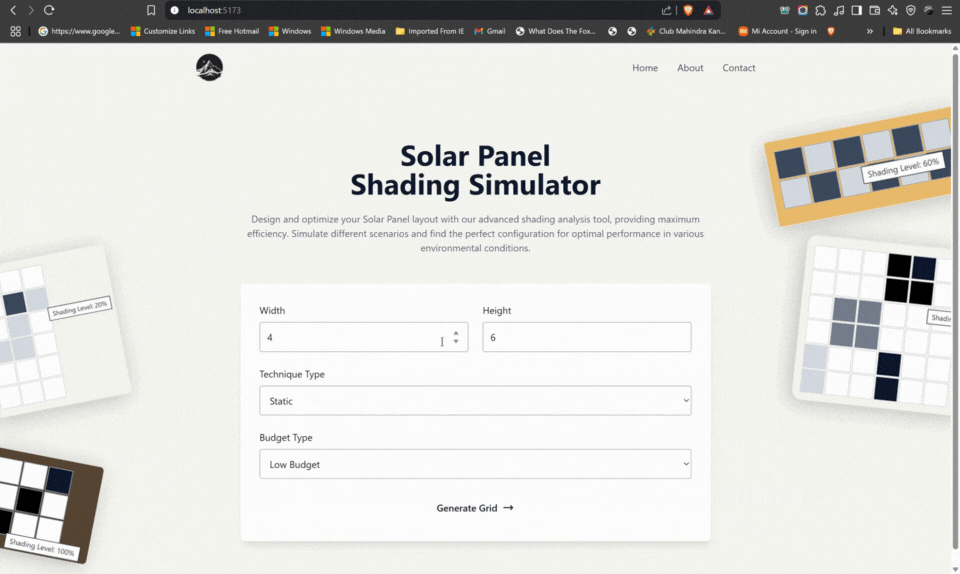 localhost:5173
https://www.google...
Customize Links
Free Hotmail
Windows
Windows Media
Imported From IE
Gmail
What Does The Fox...
Club Mahindra Kan...
Mi Account - Sign in
»
All Bookmarks
Home
About
Contact
Solar Panel
Shading Simulator
Design and optimize your Solar Panel layout with our advanced shading analysis tool, providing maximum
efficiency. Simulate different scenarios and find the perfect configuration for optimal performance in various
environmental conditions.
Shading Level: 60%
Shading Level: 20%
Shadin
Width
Height
4
6
Technique Type
Static
Budget Type
Low Budget
Generate Grid →
Shading Level: 100%